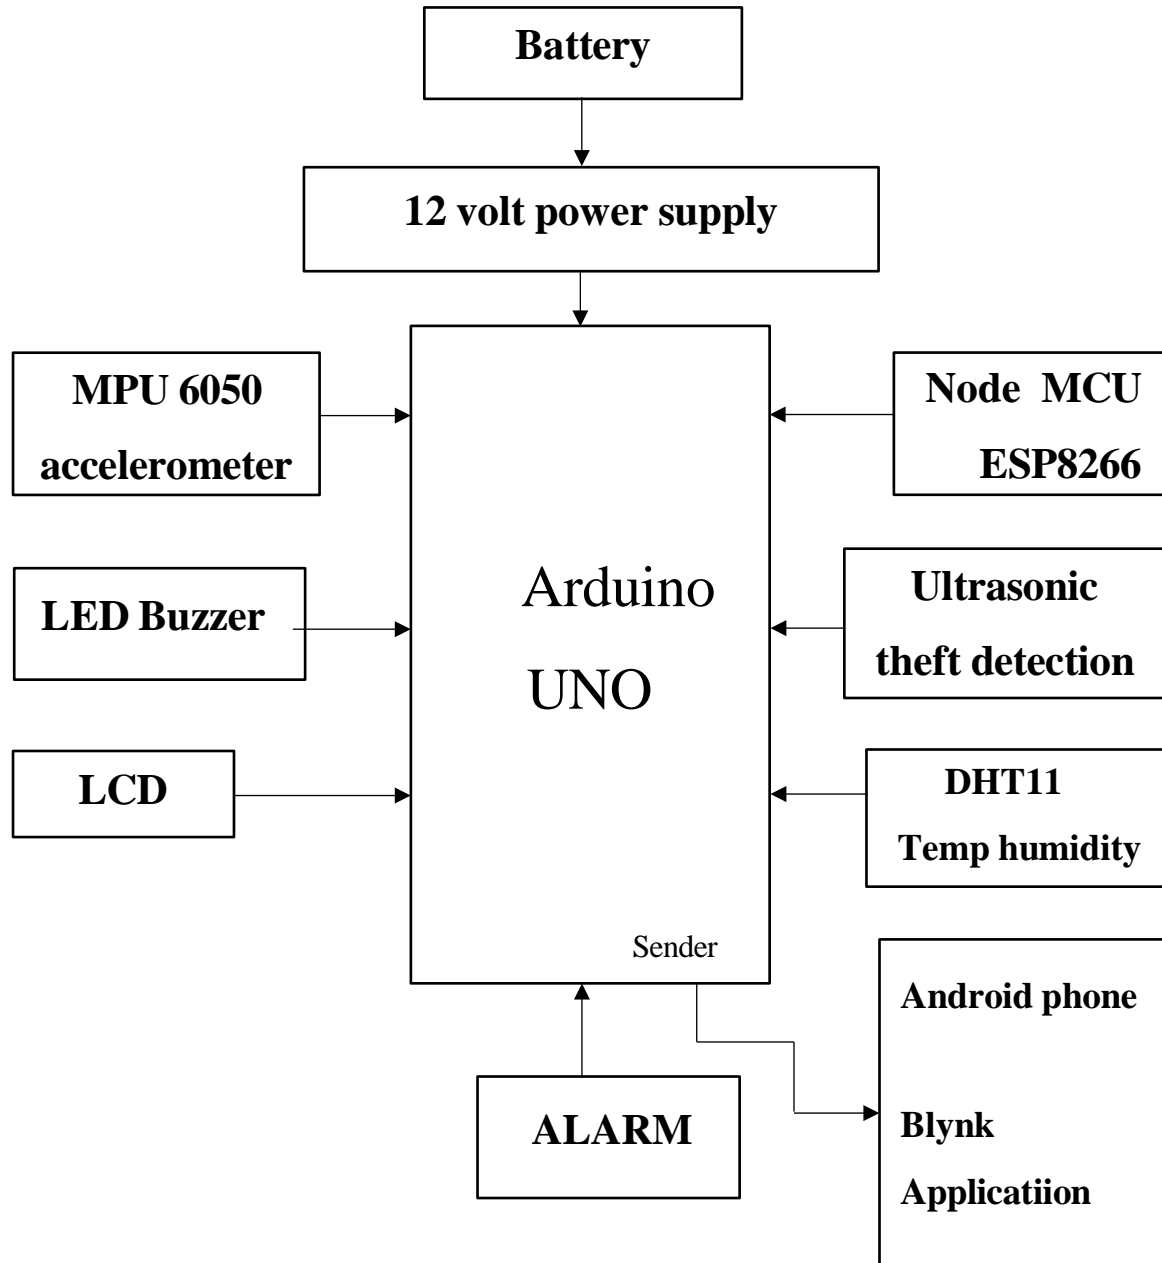 Battery
12 volt power supply
MPU 6050
accelerometer
Node MCU
ESP8266
LED Buzzer
Arduino
UNO
Ultrasonic
theft detection
LCD
DHT11
Temp humidity
Sender
Android phone
Blynk
Applicatiion
ALARM